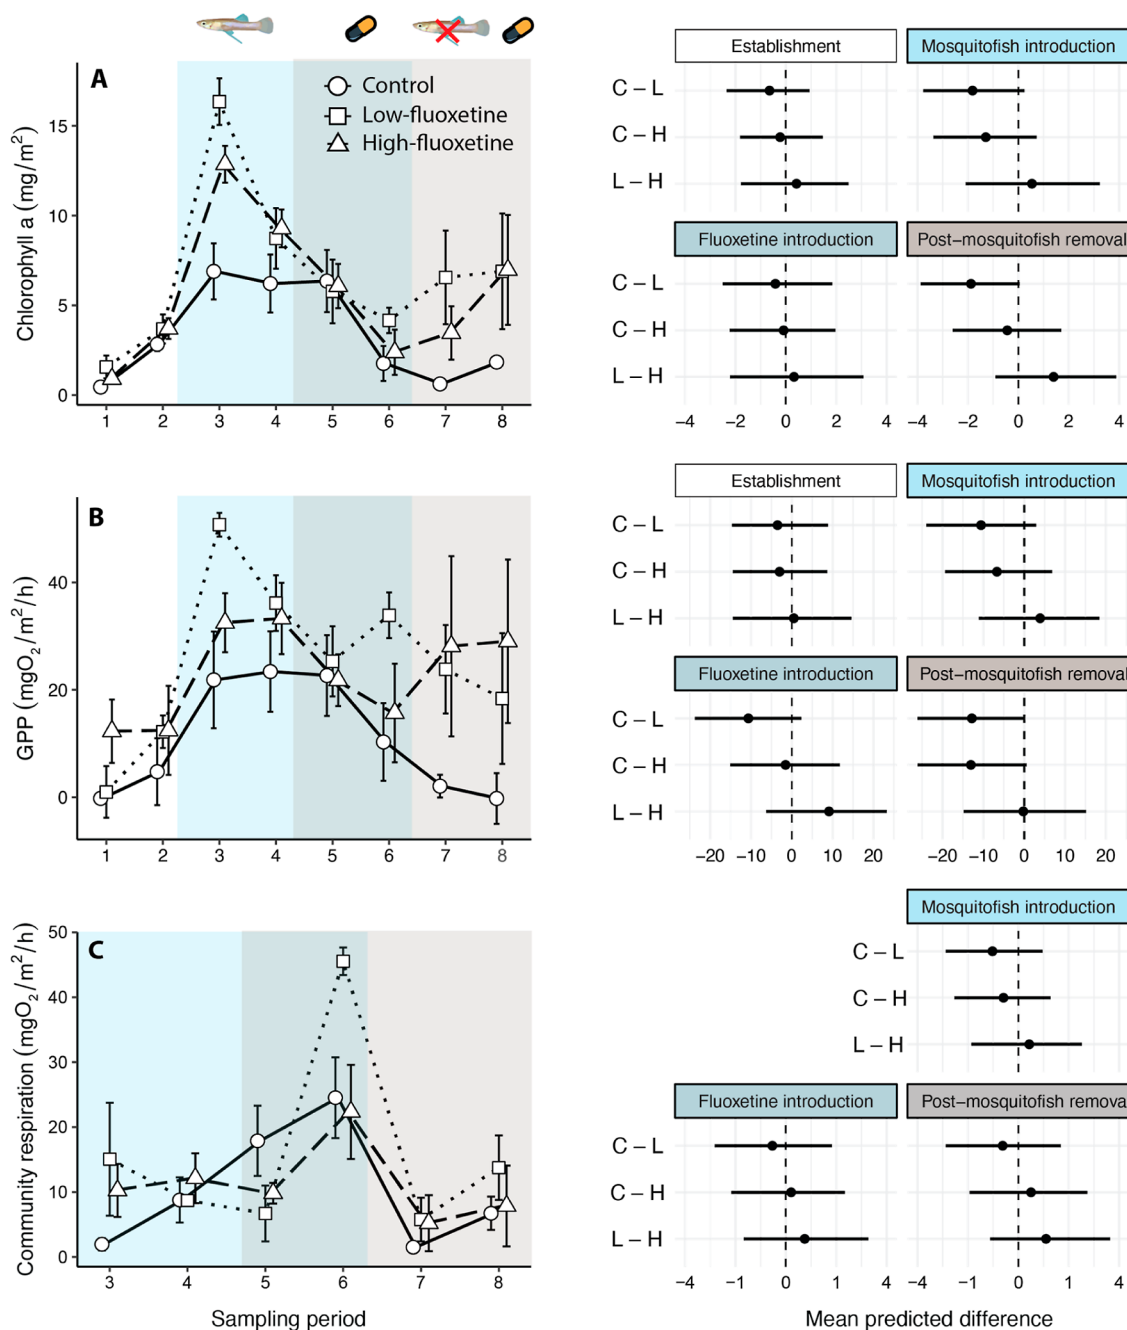 A
Control
Low-fluoxetine
High-fluoxetine
Chlorophyll a (mg/m²)
15
10
5
0
1 2 3 4 5 6 7 8
Establishment
Mosquitofish introduction
C – L
C – H
L – H
Fluoxetine introduction
Post−mosquitofish removal
C – L
C – H
L – H
−4 −2 0 2 4
−2 0 2 4
B
GPP (mgO₂/m²/h)
40
20
0
1 2 3 4 5 6 7 8
Establishment
Mosquitofish introduction
C – L
C – H
L – H
Fluoxetine introduction
Post−mosquitofish removal
C – L
C – H
L – H
−20 −10 0 10 20
−20 −10 0 10 20
C
Community respiration (mgO₂/m²/h)
50
40
30
20
10
0
3 4 5 6 7 8
Sampling period
Mosquitofish introduction
C – L
C – H
L – H
Fluoxetine introduction
Post−mosquitofish remova
C – L
C – H
L – H
−4 −1 0 1 4
−4 −1 0 1 4
Mean predicted difference